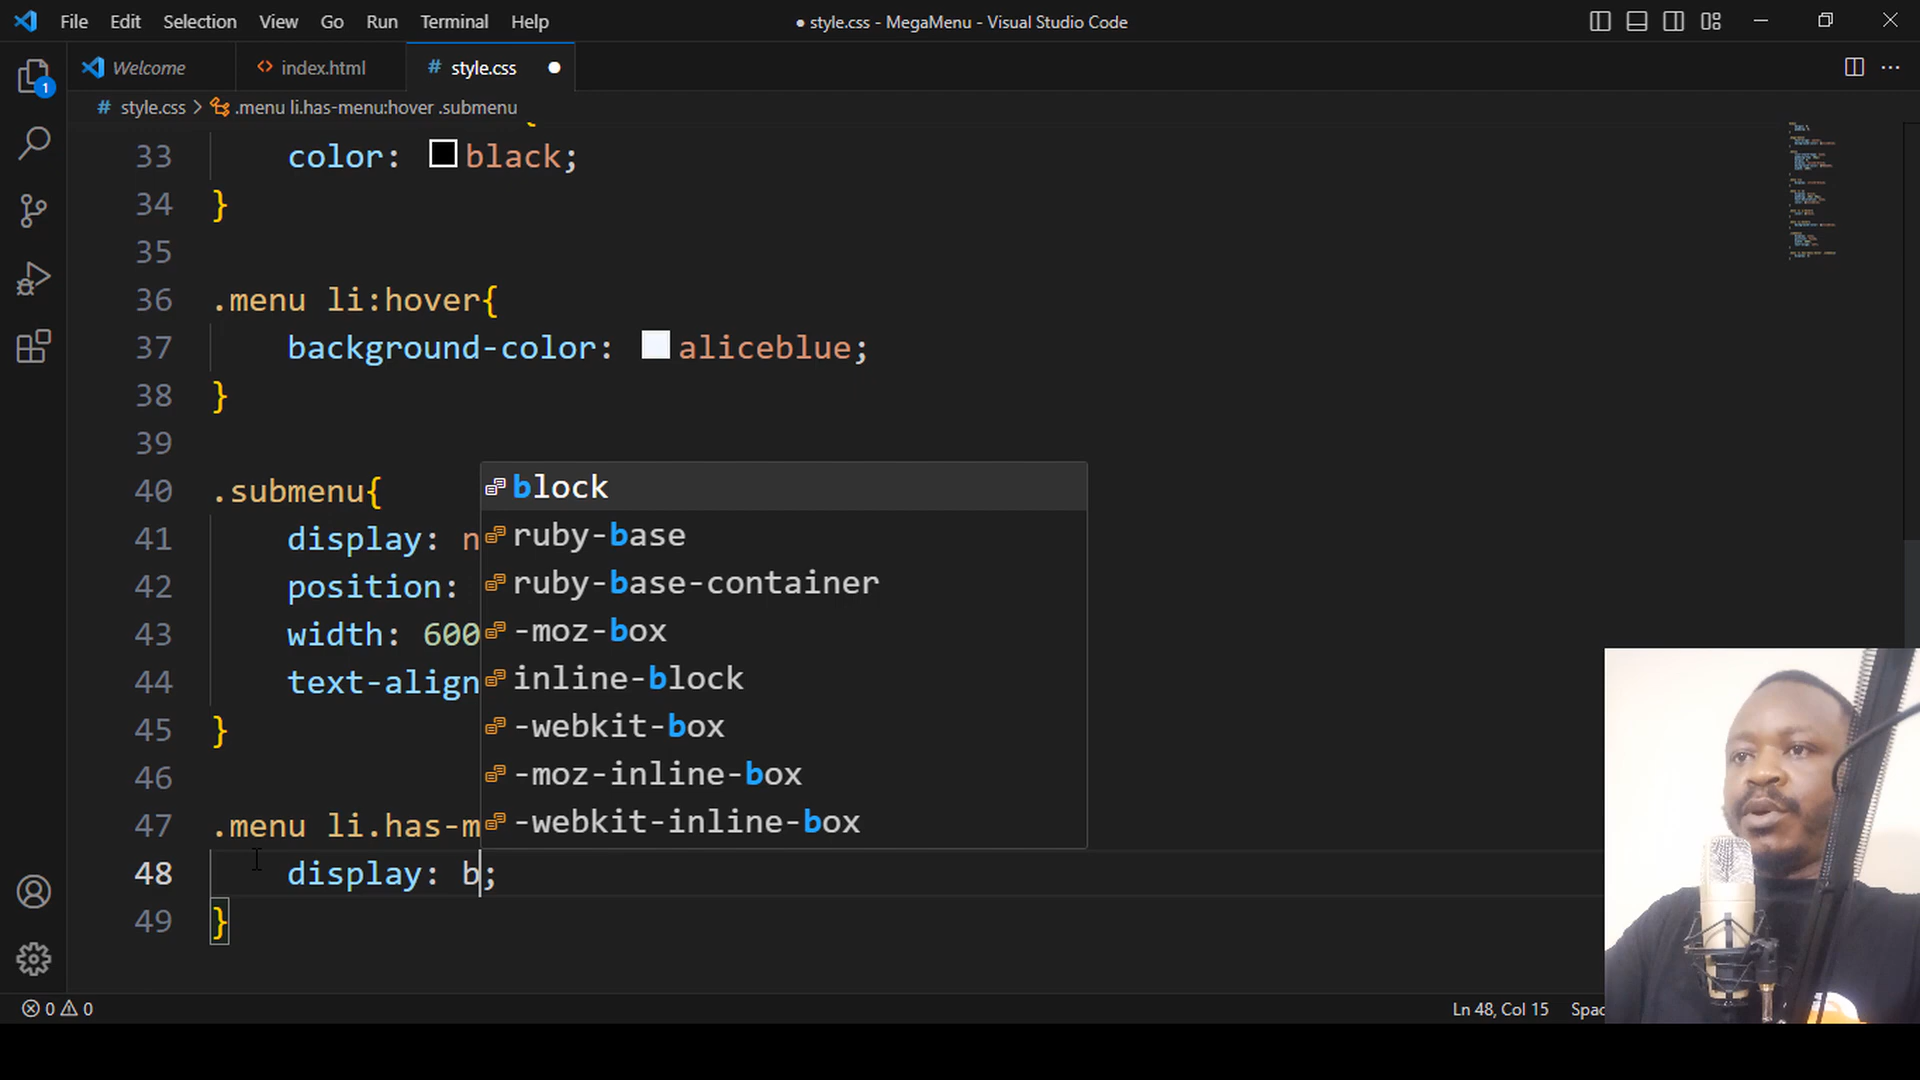 File Edit Selection View Go Run Terminal Help
● style.css - MegaMenu - Visual Studio Code
Welcome
<> index.html
# style.css ●
# style.css > .menu li.has-menu:hover .submenu
1
33 color: black;
34 }
35
36 .menu li:hover{
37 background-color: aliceblue;
38 }
39
40 .submenu{
41 display: n
42 position:
43 width: 600
44 text-align
45 }
46
47 .menu li.has-m
48 display: b;
49 }
block
ruby-base
ruby-base-container
-moz-box
inline-block
-webkit-box
-moz-inline-box
-webkit-inline-box
0 0
Ln 48, Col 15 Spac